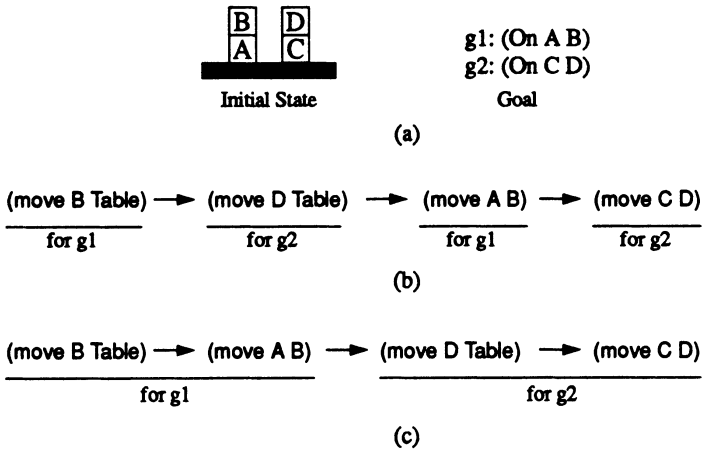 B D
A C
g1: (On A B)
g2: (On C D)
Initial State
Goal
(a)
(move B Table) (move D Table) (move A B) (move C D)
for g1 for g2 for g1 for g2
(b)
(move B Table) (move A B) (move D Table) (move C D)
for g1 for g2
(c)